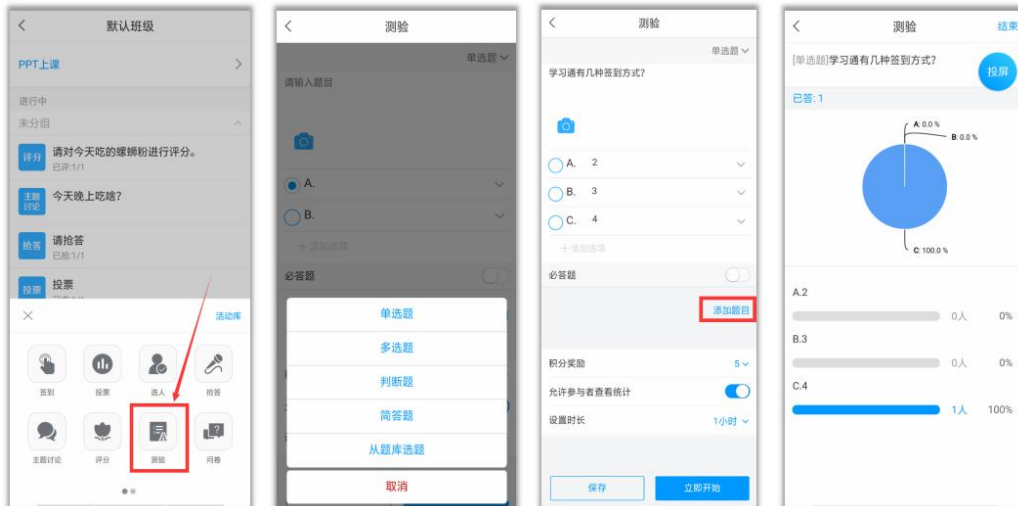 默认班级
PPT上课
进行中
未分组
评分
请对今天吃的螺蛳粉进行评分。
已评:1/1
主题
讨论
今天晚上吃啥?
抢答
请抢答
已抢:1/1
投票
投票
活动库
签到
投票
选人
抢答
主题讨论
评分
测验
问卷
测验
单选题
请输入题目
A.
B.
+添加选项
必答题
单选题
多选题
判断题
简答题
从题库选题
取消
测验
单选题
学习通有几种签到方式?
A. 2
B. 3
C. 4
+添加选项
必答题
添加题目
积分奖励
5
允许参与者查看统计
设置时长
1小时
保存
立即开始
测验
结束
[单选题]学习通有几种签到方式?
投屏
已答: 1
A: 0.0 %
B: 0.0 %
C: 100.0 %
A.2
0人 0%
B.3
0人 0%
C.4
1人 100%